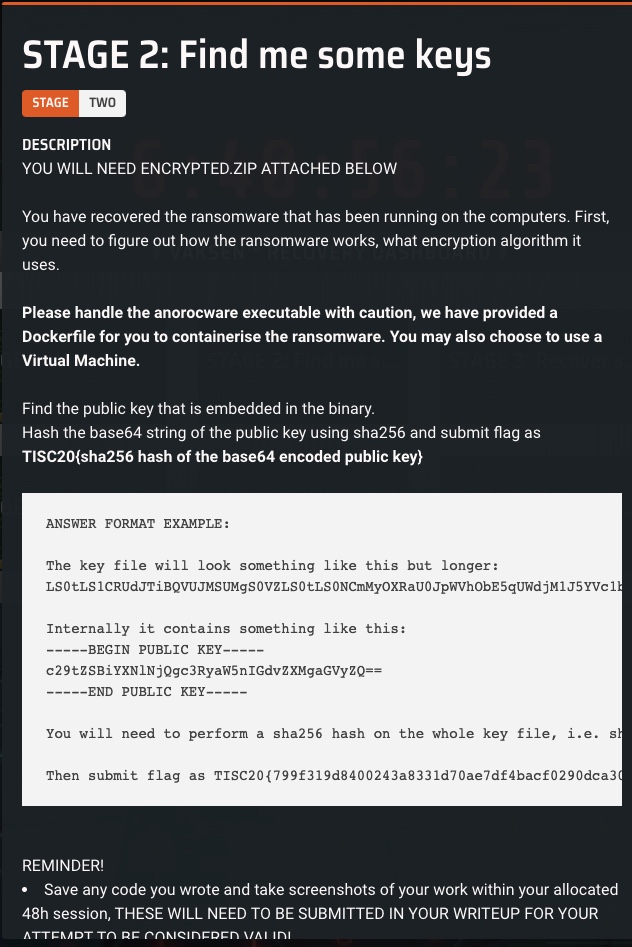 STAGE 2: Find me some keys
STAGE TWO
DESCRIPTION
YOU WILL NEED ENCRYPTED.ZIP ATTACHED BELOW
You have recovered the ransomware that has been running on the computers. First,
you need to figure out how the ransomware works, what encryption algorithm it
uses.
Please handle the anorocware executable with caution, we have provided a
Dockerfile for you to containerise the ransomware. You may also choose to use a
Virtual Machine.
Find the public key that is embedded in the binary.
Hash the base64 string of the public key using sha256 and submit flag as
TISC20{sha256 hash of the base64 encoded public key}
ANSWER FORMAT EXAMPLE:
The key file will look something like this but longer:
LS0tLS1CRUdJTiBQVUJMSUMgS0VZLS0tLS0NCmMyOXRaU0JpWVhObE5qUWdjM1J5YVc1b
Internally it contains something like this:
-----BEGIN PUBLIC KEY-----
c29tZSBiYXNlNjQgc3RyaW5nIGdvZXMgaGVyZQ==
-----END PUBLIC KEY-----
You will need to perform a sha256 hash on the whole key file, i.e. sh
Then submit flag as TISC20{799f319d8400243a8331d70ae7df4bacf0290dca30
REMINDER!
• Save any code you wrote and take screenshots of your work within your allocated
48h session, THESE WILL NEED TO BE SUBMITTED IN YOUR WRITEUP FOR YOUR
ATTEMPT TO BE CONSIDERED VALID!